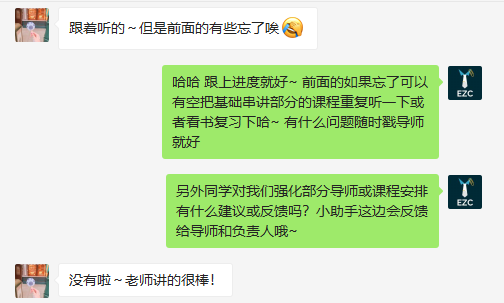 跟着听的～但是前面的有些忘了唉
哈哈 跟上进度就好~ 前面的如果忘了可以
有空把基础串讲部分的课程重复听一下或
者看书复习下哈~ 有什么问题随时戳导师
就好
EZC
另外同学对我们强化部分导师或课程安排
有什么建议或反馈吗？小助手这边会反馈
给导师和负责人哦~
EZC
没有啦～老师讲的很棒！